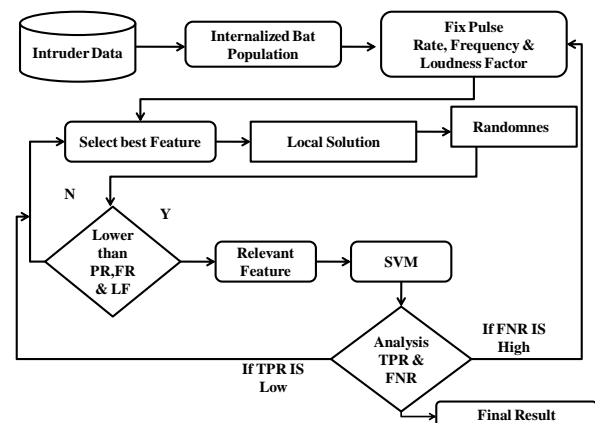 Intruder Data
Internalized Bat
Population
Fix Pulse
Rate, Frequency &
Loudness Factor
Select best Feature
Local Solution
Randomnes
N
Y
Lower
than
PR,FR
& LF
Relevant
Feature
SVM
Analysis
TPR &
FNR
If FNR IS
High
If TPR IS
Low
Final Result